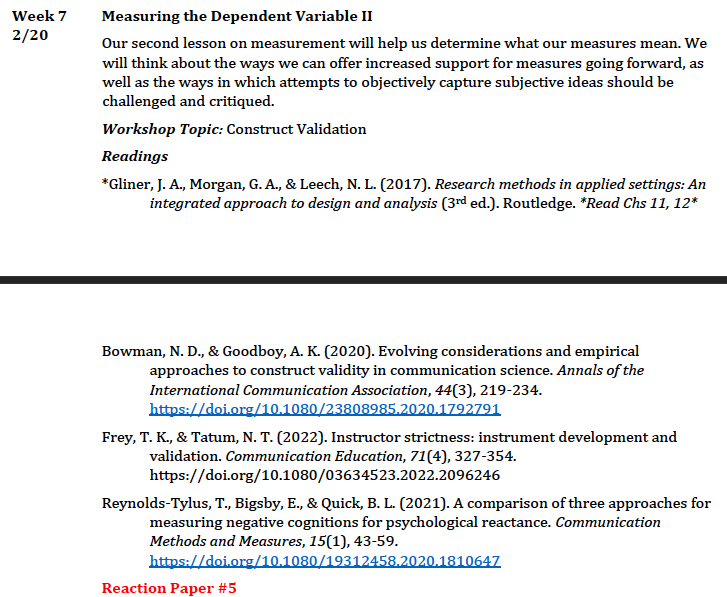 Week 7 Measuring the Dependent Variable II
2/20
Our second lesson on measurement will help us determine what our measures mean. We
will think about the ways we can offer increased support for measures going forward, as
well as the ways in which attempts to objectively capture subjective ideas should be
challenged and critiqued.
Workshop Topic: Construct Validation
Readings
*Gliner, J. A., Morgan, G. A., & Leech, N. L. (2017). Research methods in applied settings: An
integrated approach to design and analysis (3rd ed.). Routledge. *Read Chs 11, 12*
Bowman, N. D., & Goodboy, A. K. (2020). Evolving considerations and empirical
approaches to construct validity in communication science. Annals of the
International Communication Association, 44(3), 219-234.
https://doi.org/10.1080/23808985.2020.1792791
Frey, T. K., & Tatum, N. T. (2022). Instructor strictness: instrument development and
validation. Communication Education, 71(4), 327-354.
https://doi.org/10.1080/03634523.2022.2096246
Reynolds-Tylus, T., Bigsby, E., & Quick, B. L. (2021). A comparison of three approaches for
measuring negative cognitions for psychological reactance. Communication
Methods and Measures, 15(1), 43-59.
https://doi.org/10.1080/19312458.2020.1810647
Reaction Paper #5